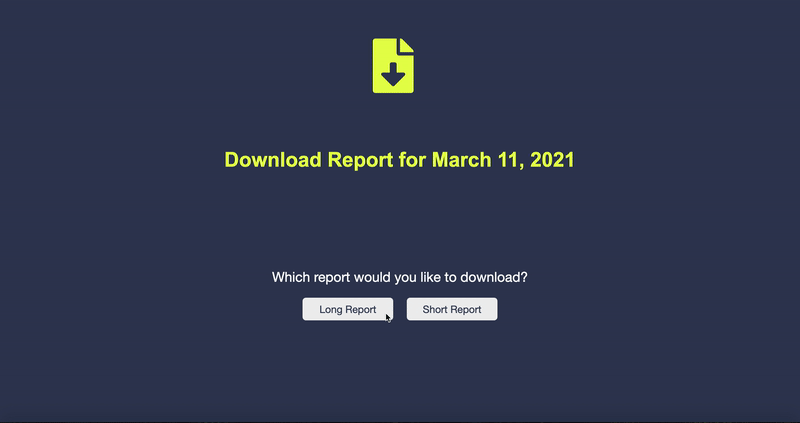 Download Report for March 11, 2021
Which report would you like to download?
Long Report
Short Report